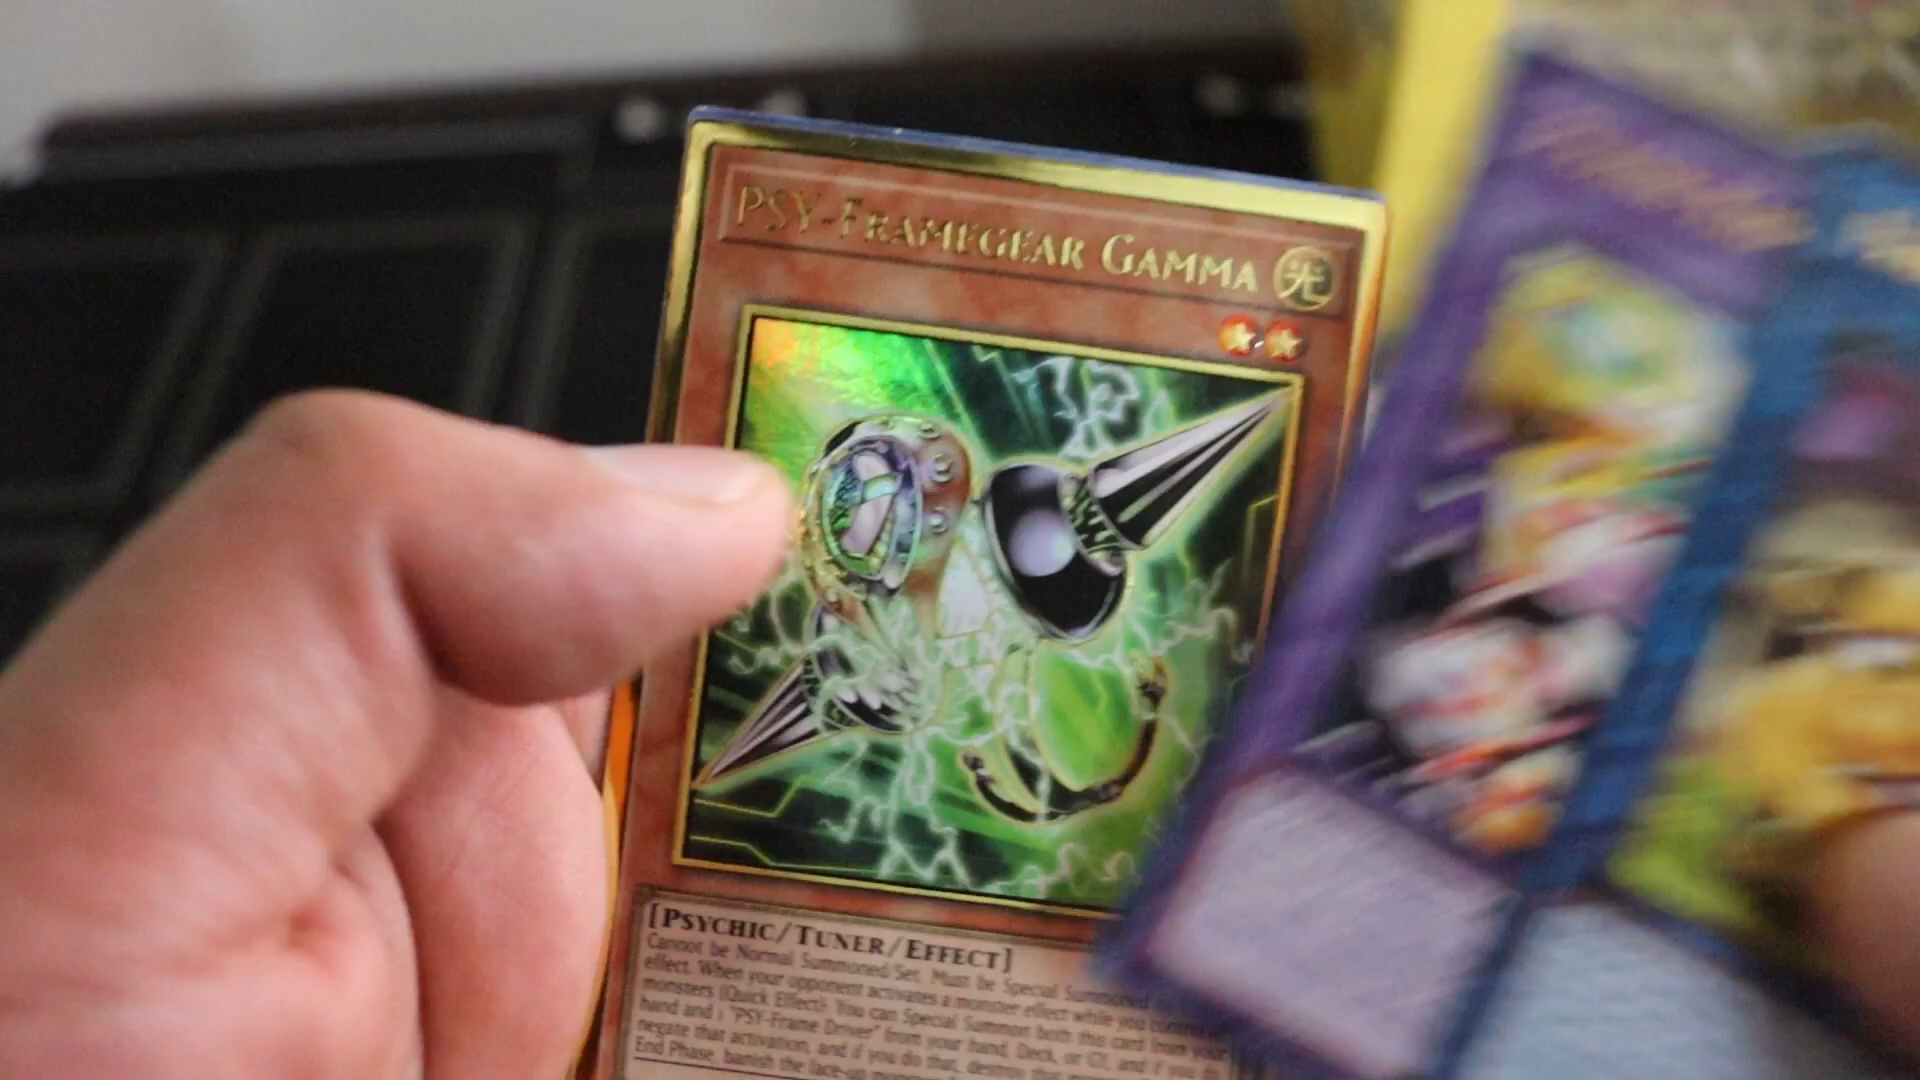 PSY-FRAMEGEAR GAMMA
光
[PSYCHIC/TUNER/EFFECT]
Cannot be Normal Summoned/Set. Must be Special Summoned
effect. When your opponent activates a monster effect while you control
monsters (Quick Effect): You can Special Summon both this card from your
hand and 1 "PSY-Frame Driver" from your hand, Deck, or GY, and if you do,
negate that activation, and if you do that, destroy that
End Phase, banish the face-up